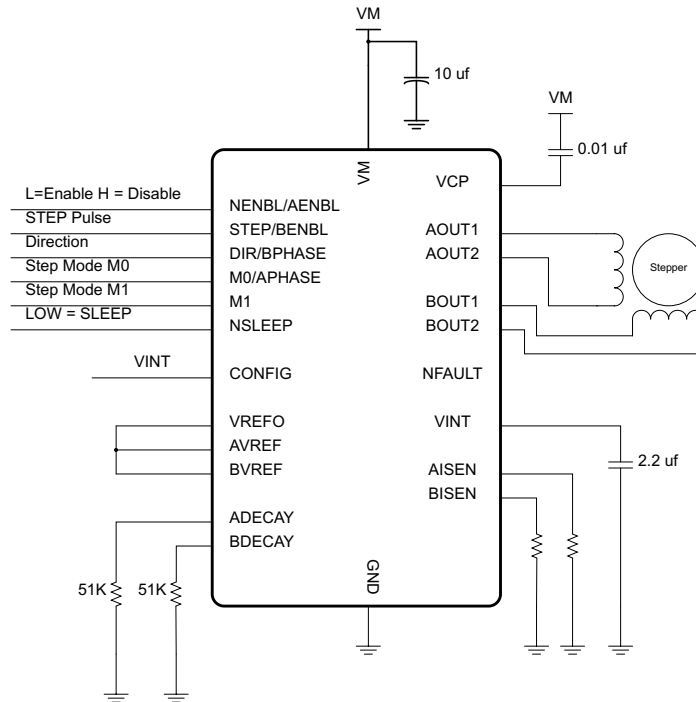 VM
10 uf
VM
0.01 uf
VM
VCP
L=Enable H = Disable
NENBL/AENBL
STEP Pulse
STEP/BENBL
AOUT1
Direction
DIR/BPHASE
AOUT2
Stepper
Step Mode M0
M0/APHASE
Step Mode M1
M1
BOUT1
LOW = SLEEP
NSLEEP
BOUT2
VINT
CONFIG
NFAULT
VREFO
VINT
AVREF
2.2 uf
BVREF
AISEN
BISEN
ADECAY
BDECAY
GND
51K
51K